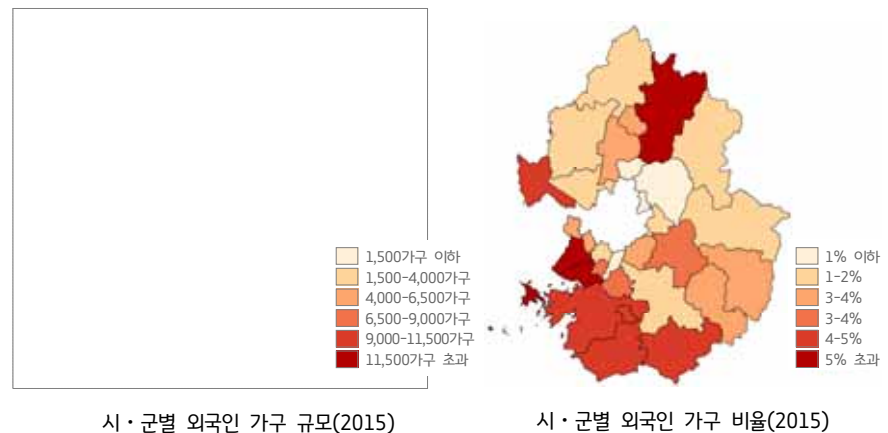 1,500가구 이하
1,500-4,000가구
4,000-6,500가구
6,500-9,000가구
9,000-11,500가구
11,500가구 초과
시·군별 외국인 가구 규모(2015)
1% 이하
1-2%
3-4%
3-4%
4-5%
5% 초과
시·군별 외국인 가구 비율(2015)